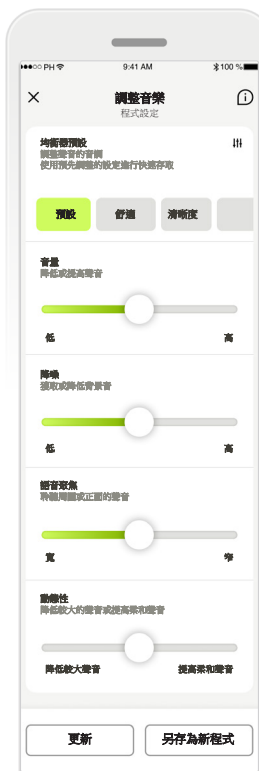 PH 9:41 AM 100 %
調整音樂
程式設定
均衡器預設
調整聲音的音調
使用預先調整的設定進行快速存取
預設 舒適 清晰度
音量
降低或提高聲音
低 高
降噪
獲取或降低背景音
低 高
語音聚焦
聆聽周圍或正面的聲音
寬 窄
動態性
降低較大的聲音或提高柔和聲音
降低較大聲音 提高柔和聲音
更新 另存為新程式